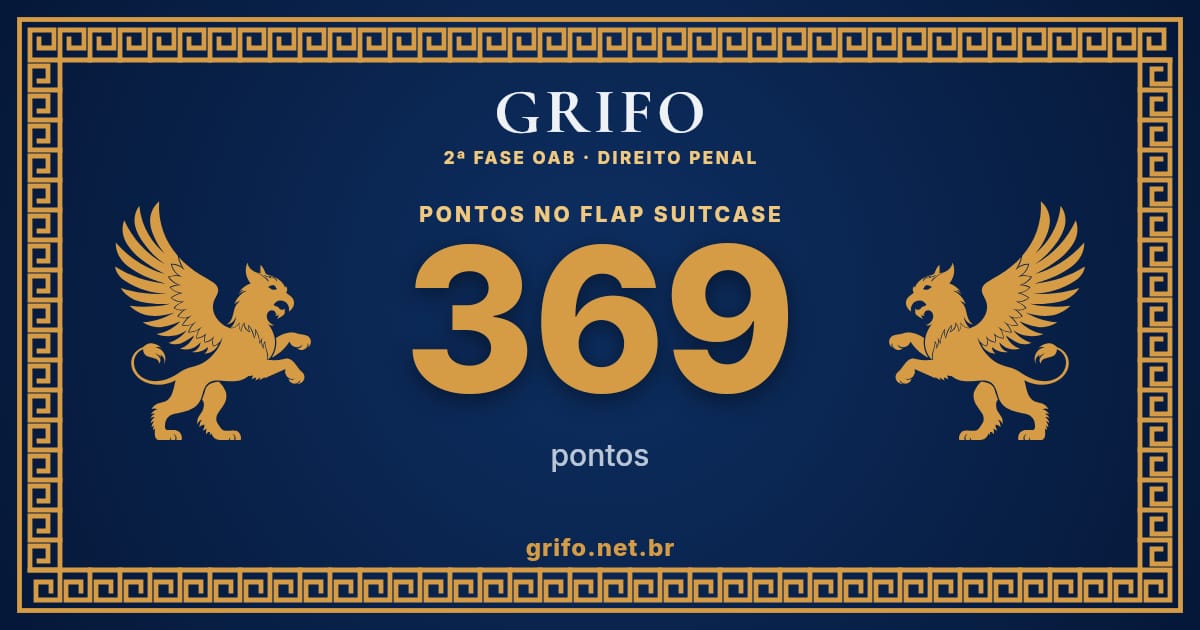 GRIFO
2ª FASE OAB · DIREITO PENAL
PONTOS NO FLAP SUITCASE
369
pontos
grifo.net.br